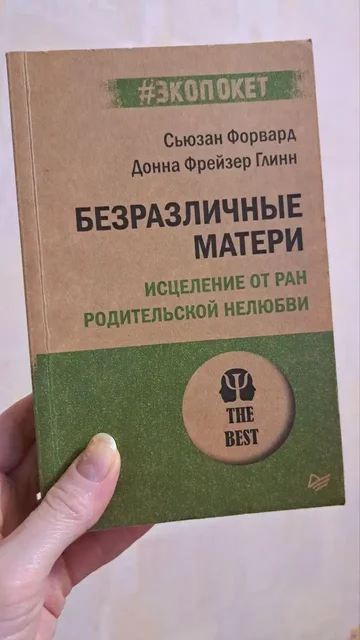 #ЭКОПОКЕТ
Сьюзан Форвард
Донна Фрейзер Глинн
БЕЗРАЗЛИЧНЫЕ
МАТЕРИ
ИСЦЕЛЕНИЕ ОТ РАН
РОДИТЕЛЬСКОЙ НЕЛЮБВИ
Ψ
THE
BEST